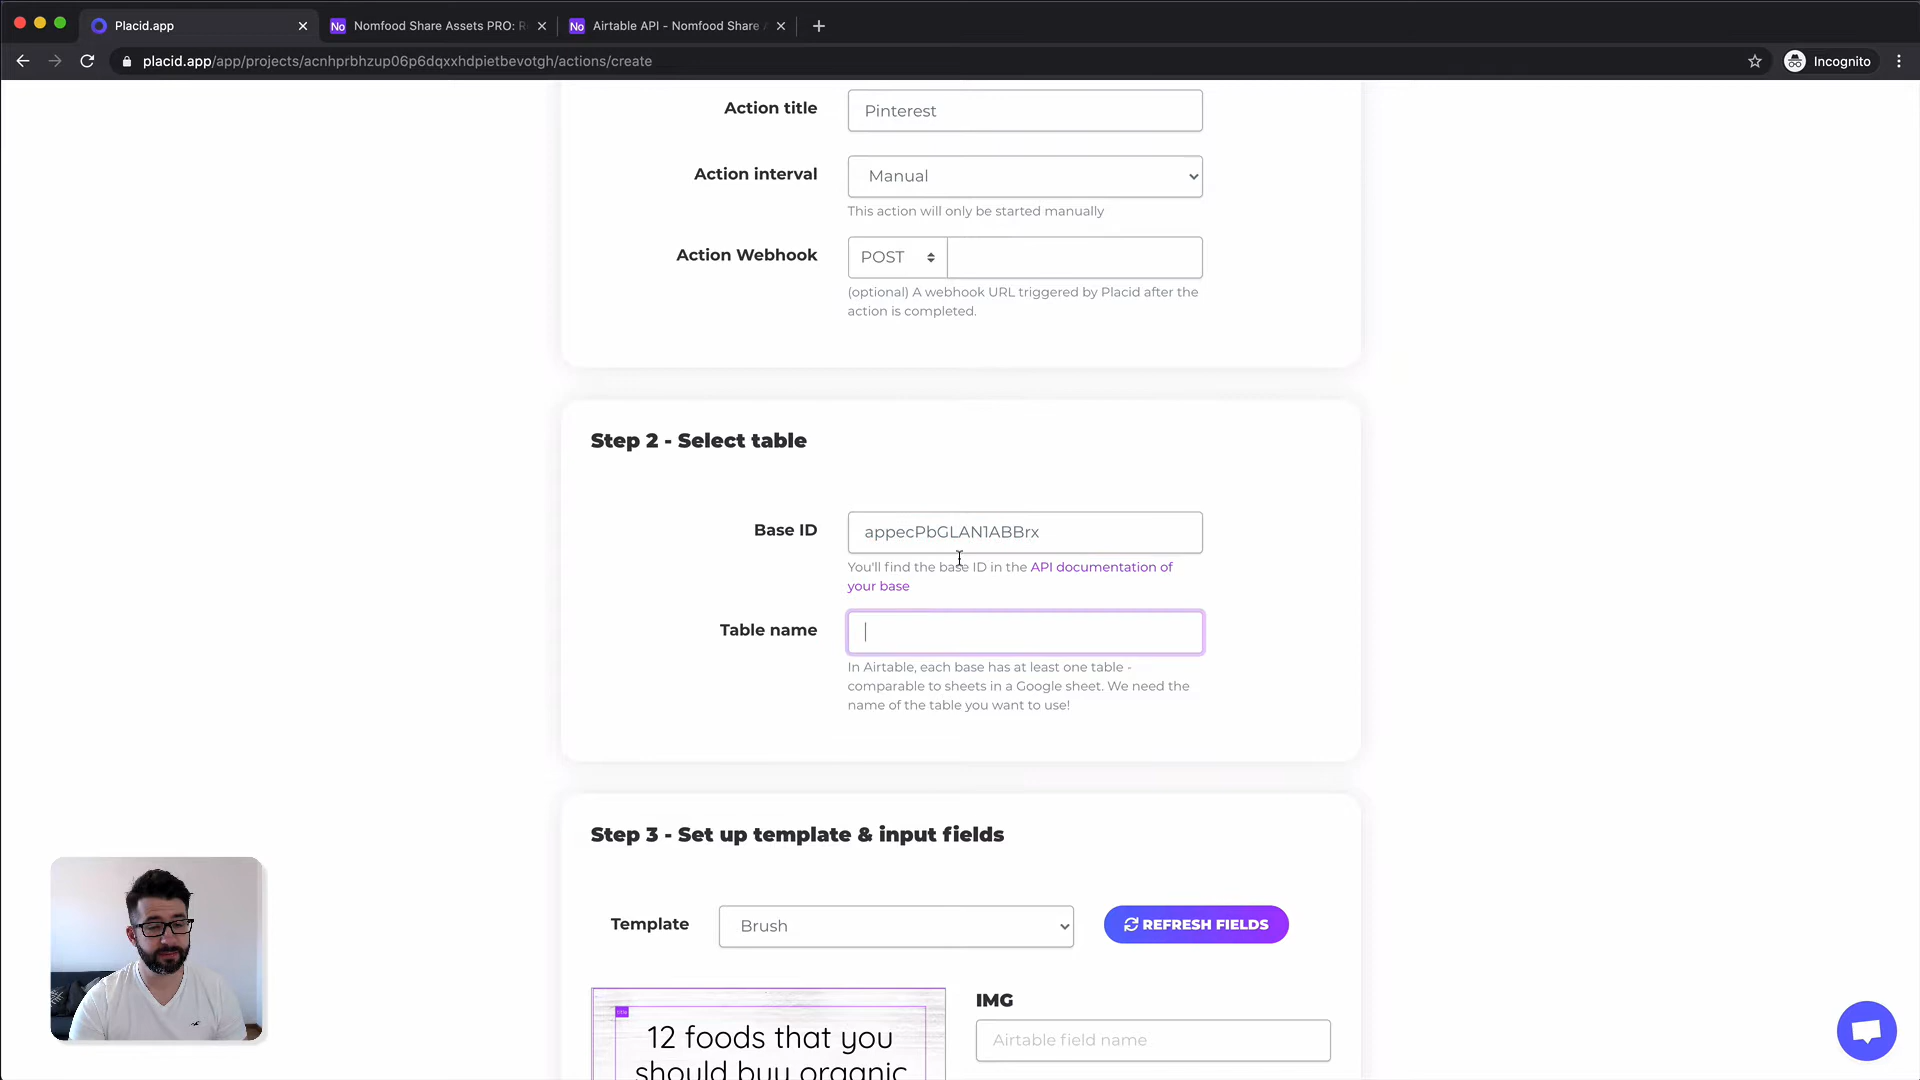 Placid.app
Nomfood Share Assets PRO: R
Airtable API - Nomfood Share
placid.app/app/projects/acnhprbhzup06p6dqxxhdpietbevotgh/actions/create
Incognito
Action title
Pinterest
Action interval
Manual
This action will only be started manually
Action Webhook
POST
(optional) A webhook URL triggered by Placid after the
action is completed.
Step 2 - Select table
Base ID
appecPbGLAN1ABBrx
You'll find the base ID in the API documentation of
your base
Table name
In Airtable, each base has at least one table -
comparable to sheets in a Google sheet. We need the
name of the table you want to use!
Step 3 - Set up template & input fields
Template
Brush
REFRESH FIELDS
title
12 foods that you
should buy organic
IMG
Airtable field name